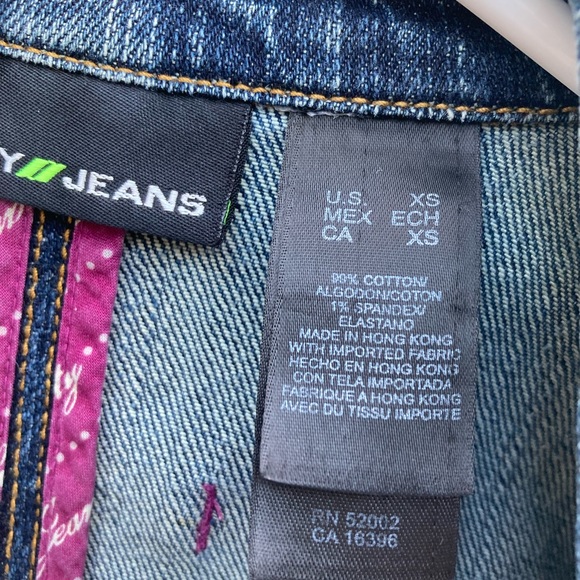 Y// JEANS
U.S. XS
MEX ECH
CA XS
99% COTTON/
ALGODON/COTON
1% SPANDEX/
ELASTANO
MADE IN HONG KONG
WITH IMPORTED FABRIC
HECHO EN HONG KONG
CON TELA IMPORTADA
FABRIQUE A HONG KONG
AVEC DU TISSU IMPORTE
RN 52002
CA 16396